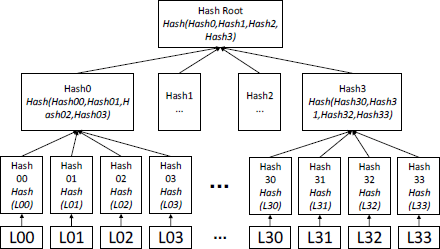 Hash Root
Hash(Hash0,Hash1,Hash2,
Hash3)
Hash0
Hash(Hash00,Hash01,H
ash02,Hash03)
Hash1
...
Hash2
...
Hash3
Hash(Hash30,Hash3
1,Hash32,Hash33)
Hash
00
Hash
(L00)
Hash
01
Hash
(L01)
Hash
02
Hash
(L02)
Hash
03
Hash
(L03)
...
Hash
30
Hash
(L30)
Hash
31
Hash
(L31)
Hash
32
Hash
(L32)
Hash
33
Hash
(L33)
L00
L01
L02
L03
...
L30
L31
L32
L33